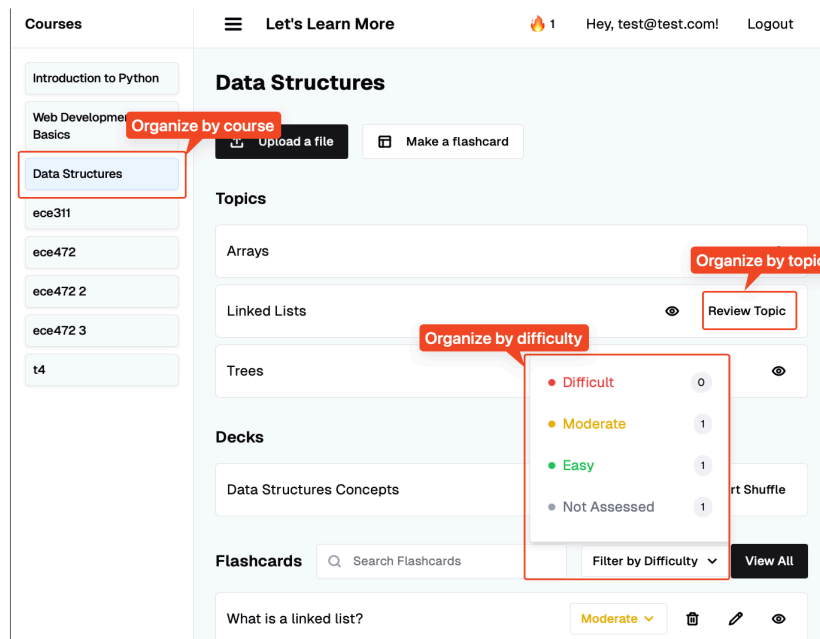 Courses
Let's Learn More
1
Hey, test@test.com!
Logout
Introduction to Python
Web Developme
Basics
Organize by course
Data Structures
ece311
ece472
ece472 2
ece472 3
t4
Data Structures
Upload a file
Make a flashcard
Topics
Arrays
Organize by topic
Linked Lists
Review Topic
Organize by difficulty
Trees
Difficult
0
Moderate
1
Easy
1
Not Assessed
1
Decks
Data Structures Concepts
rt Shuffle
Flashcards
Search Flashcards
Filter by Difficulty
View All
What is a linked list?
Moderate